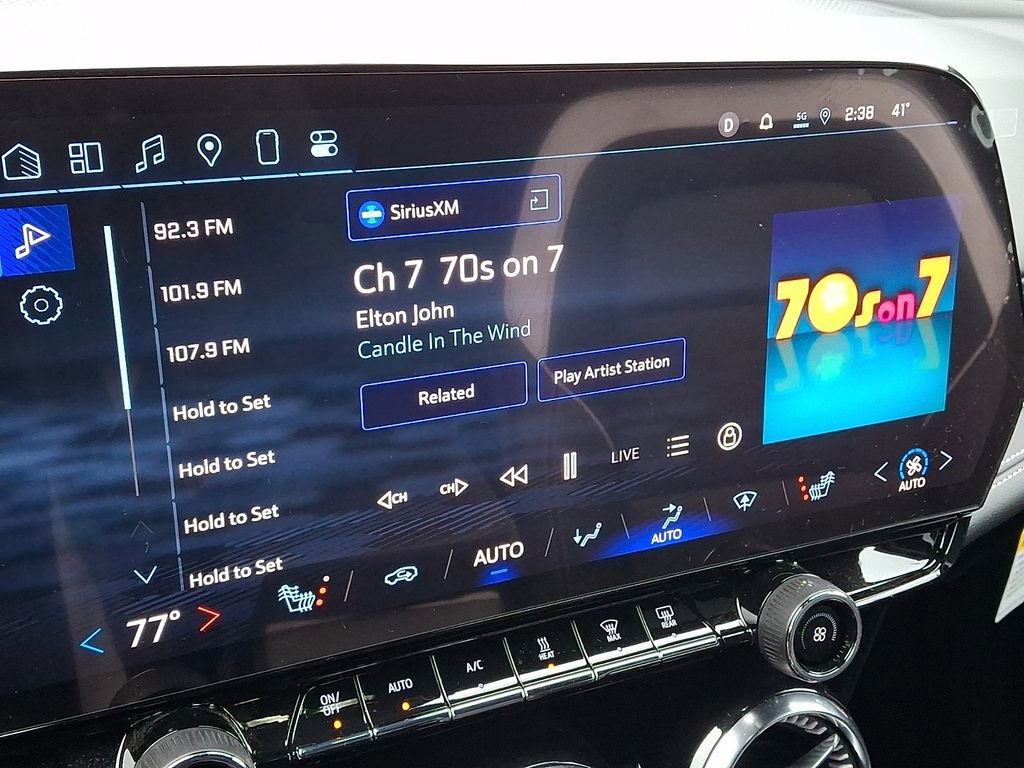 D 5G 2:38 41°
92.3 FM
101.9 FM
107.9 FM
Hold to Set
Hold to Set
Hold to Set
Hold to Set
SiriusXM
Ch 7 70s on 7
Elton John
Candle In The Wind
Related
Play Artist Station
70s on 7
CH
CH
LIVE
77°
AUTO
AUTO
AUTO
ON/
OFF
AUTO
A/C
HEAT
MAX
REAR